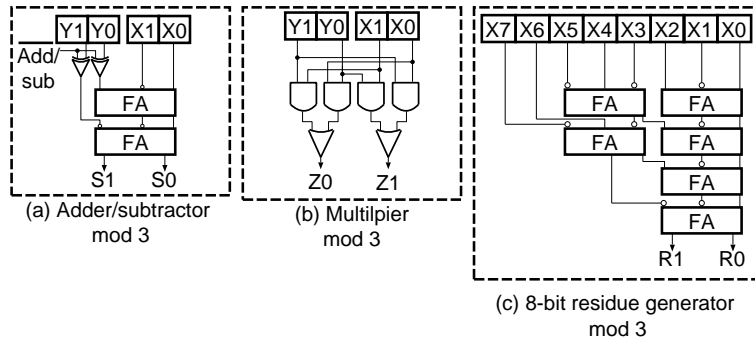 Y1 Y0 X1 X0
Add/
sub
FA
FA
S1 S0
(a) Adder/subtractor
mod 3
Y1 Y0 X1 X0
Z0 Z1
(b) Multilpier
mod 3
X7 X6 X5 X4 X3 X2 X1 X0
FA FA
FA FA
FA
FA
R1 R0
(c) 8-bit residue generator
mod 3